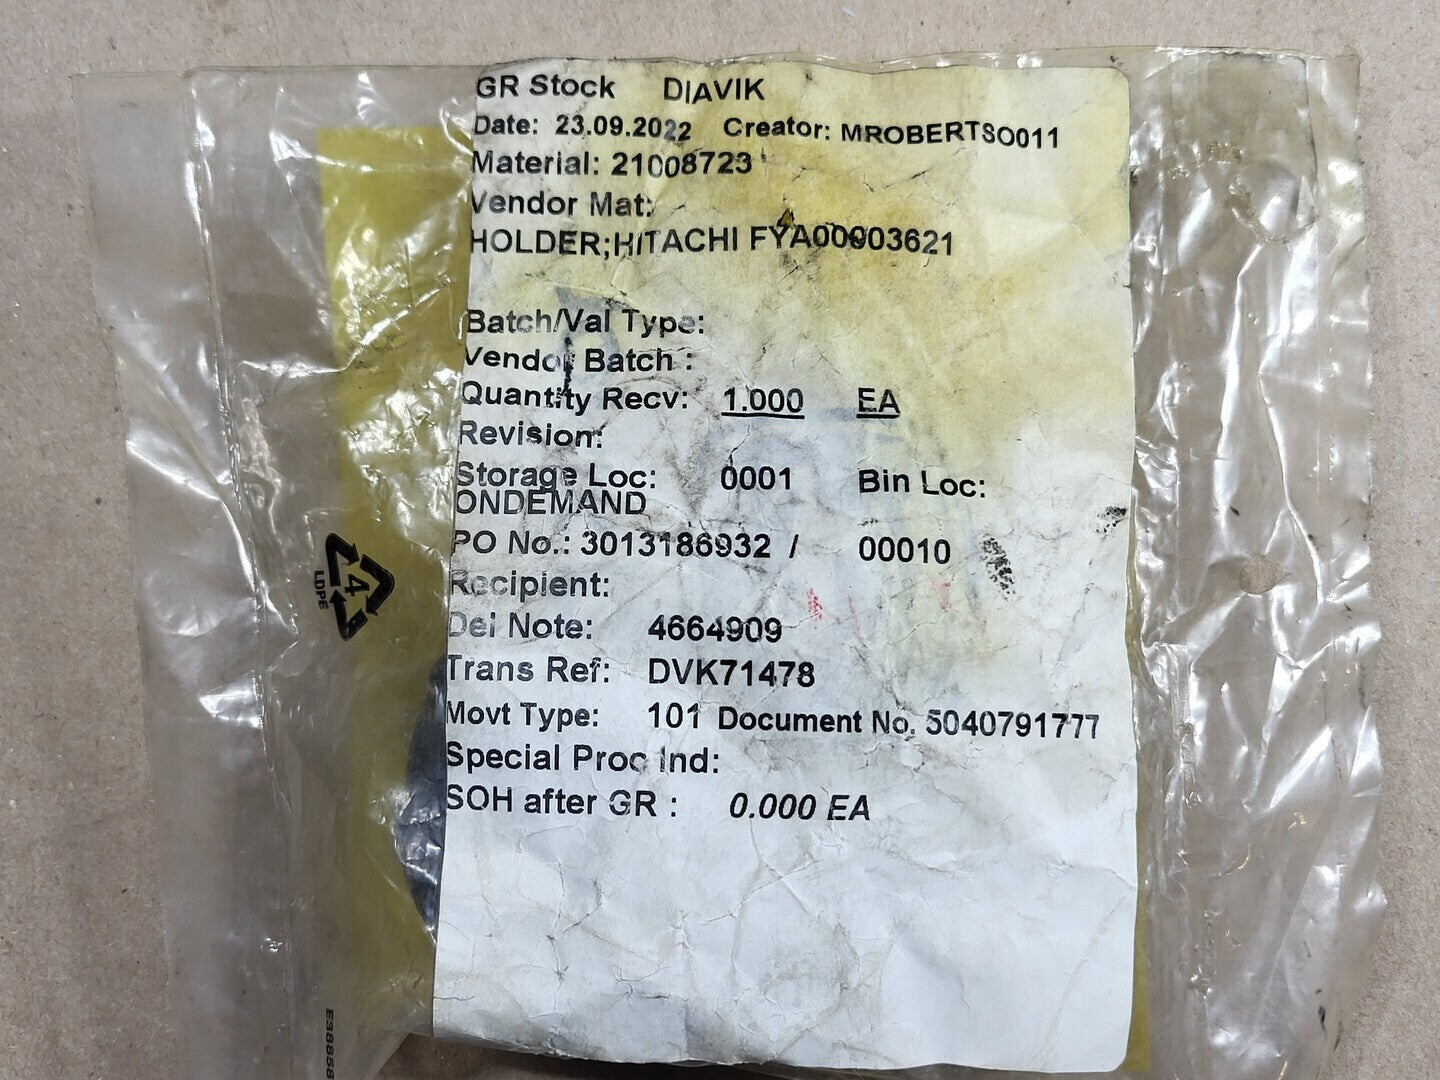 GR Stock DIAVIK
Date: 23.09.2022 Creator: MROBERTSO011
Material: 21008723
Vendor Mat:
HOLDER;HITACHI FYA00003621
Batch/Val Type:
Vendor Batch :
Quantity Recv: 1.000 EA
Revision:
Storage Loc: 0001 Bin Loc:
ONDEMAND
PO No.: 3013186932 / 00010
Recipient:
Del Note: 4664909
Trans Ref: DVK71478
Movt Type: 101 Document No. 5040791777
Special Proc Ind:
SOH after GR : 0.000 EA
4
LDPE